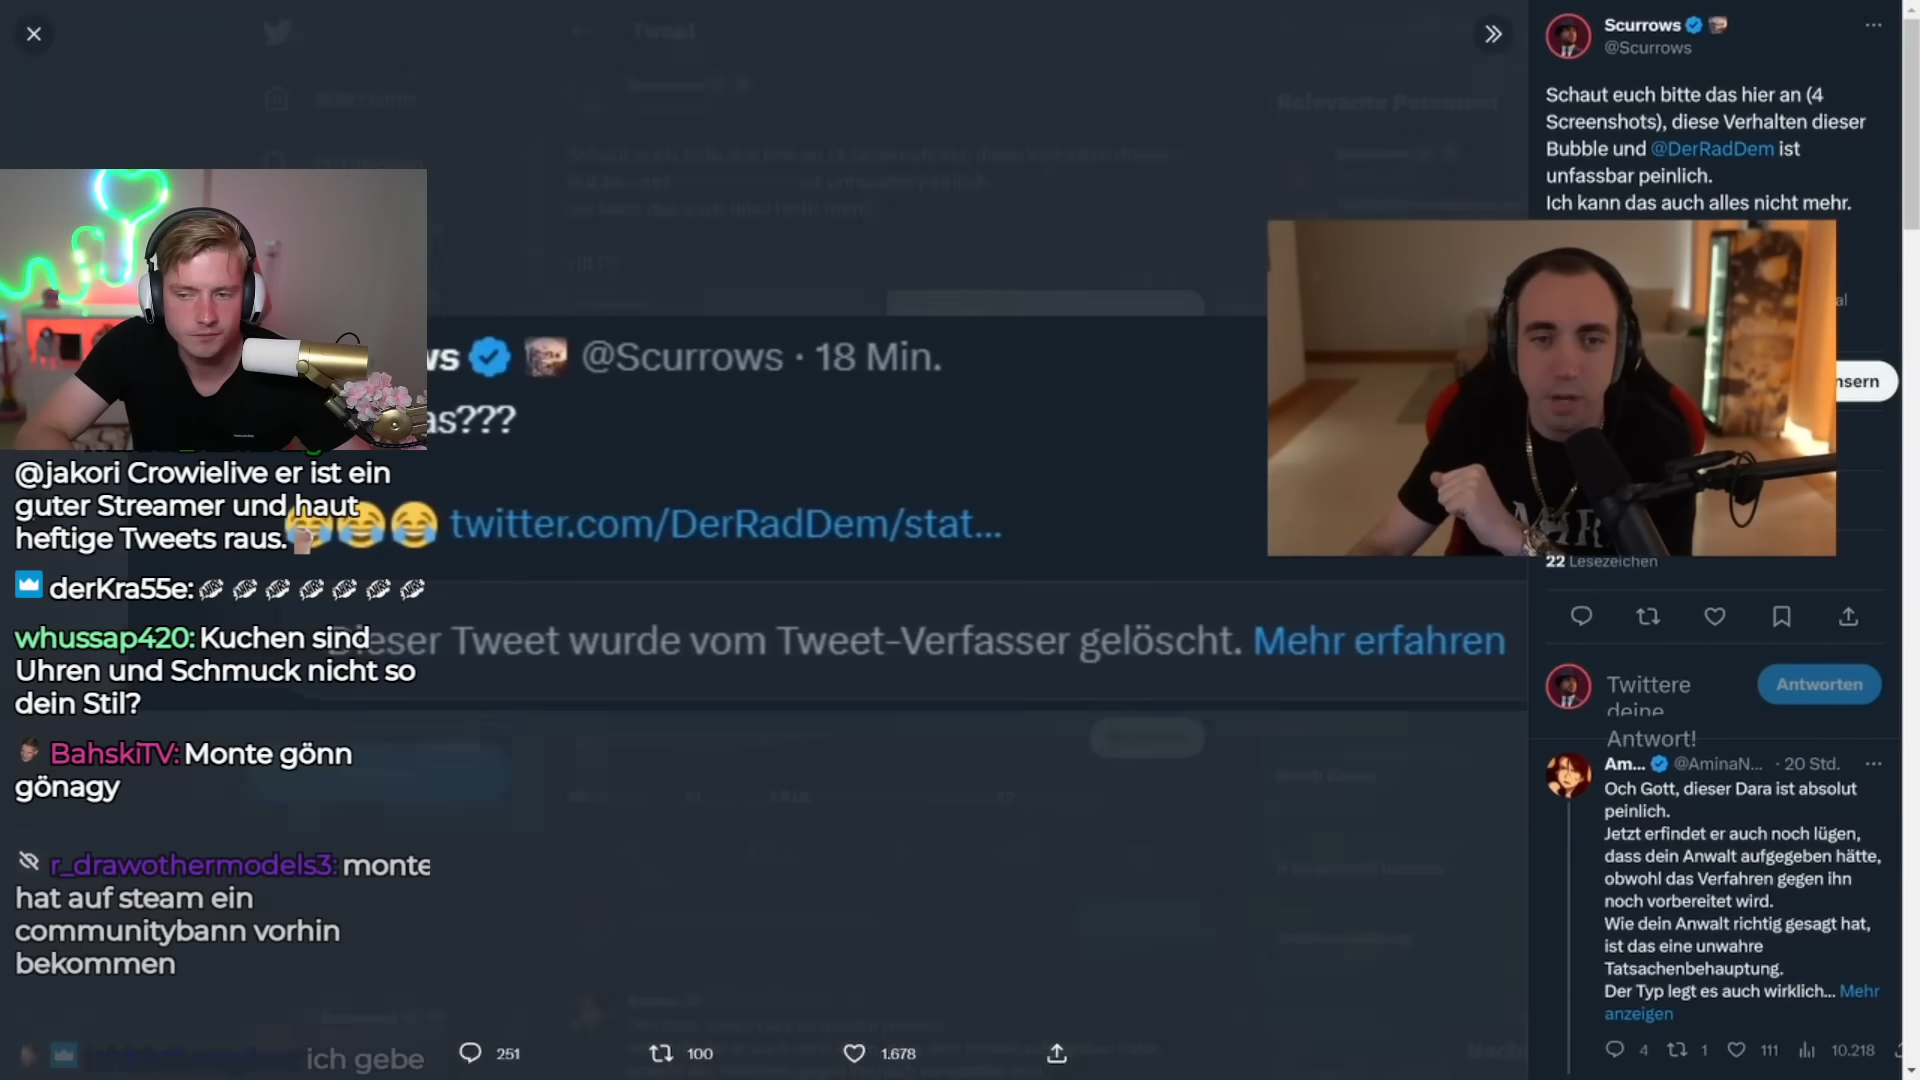 Scurrows
@Scurrows
Schaut euch bitte das hier an (4
Screenshots), diese Verhalten dieser
Bubble und @DerRadDem ist
unfassbar peinlich.
Ich kann das auch alles nicht mehr.
ws @Scurrows · 18 Min.
as???
😂😂😂 twitter.com/DerRadDem/stat...
Dieser Tweet wurde vom Tweet-Verfasser gelöscht. Mehr erfahren
@jakori Crowielive er ist ein
guter Streamer und haut
heftige Tweets raus.
derKra55e:
whussap420: Kuchen sind
Uhren und Schmuck nicht so
dein Stil?
BahskiTV: Monte gönn
gönagy
r_drawothermodels3: monte
hat auf steam ein
communitybann vorhin
bekommen
ich gebe
251 100 1.678
nsern
22 Lesezeichen
Twittere
deine
Antwort!
Antworten
Am... @AminaN... · 20 Std.
Och Gott, dieser Dara ist absolut
peinlich.
Jetzt erfindet er auch noch lügen,
dass dein Anwalt aufgegeben hätte,
obwohl das Verfahren gegen ihn
noch vorbereitet wird.
Wie dein Anwalt richtig gesagt hat,
ist das eine unwahre
Tatsachenbehauptung.
Der Typ legt es auch wirklich... Mehr
anzeigen
4 1 111 10.218